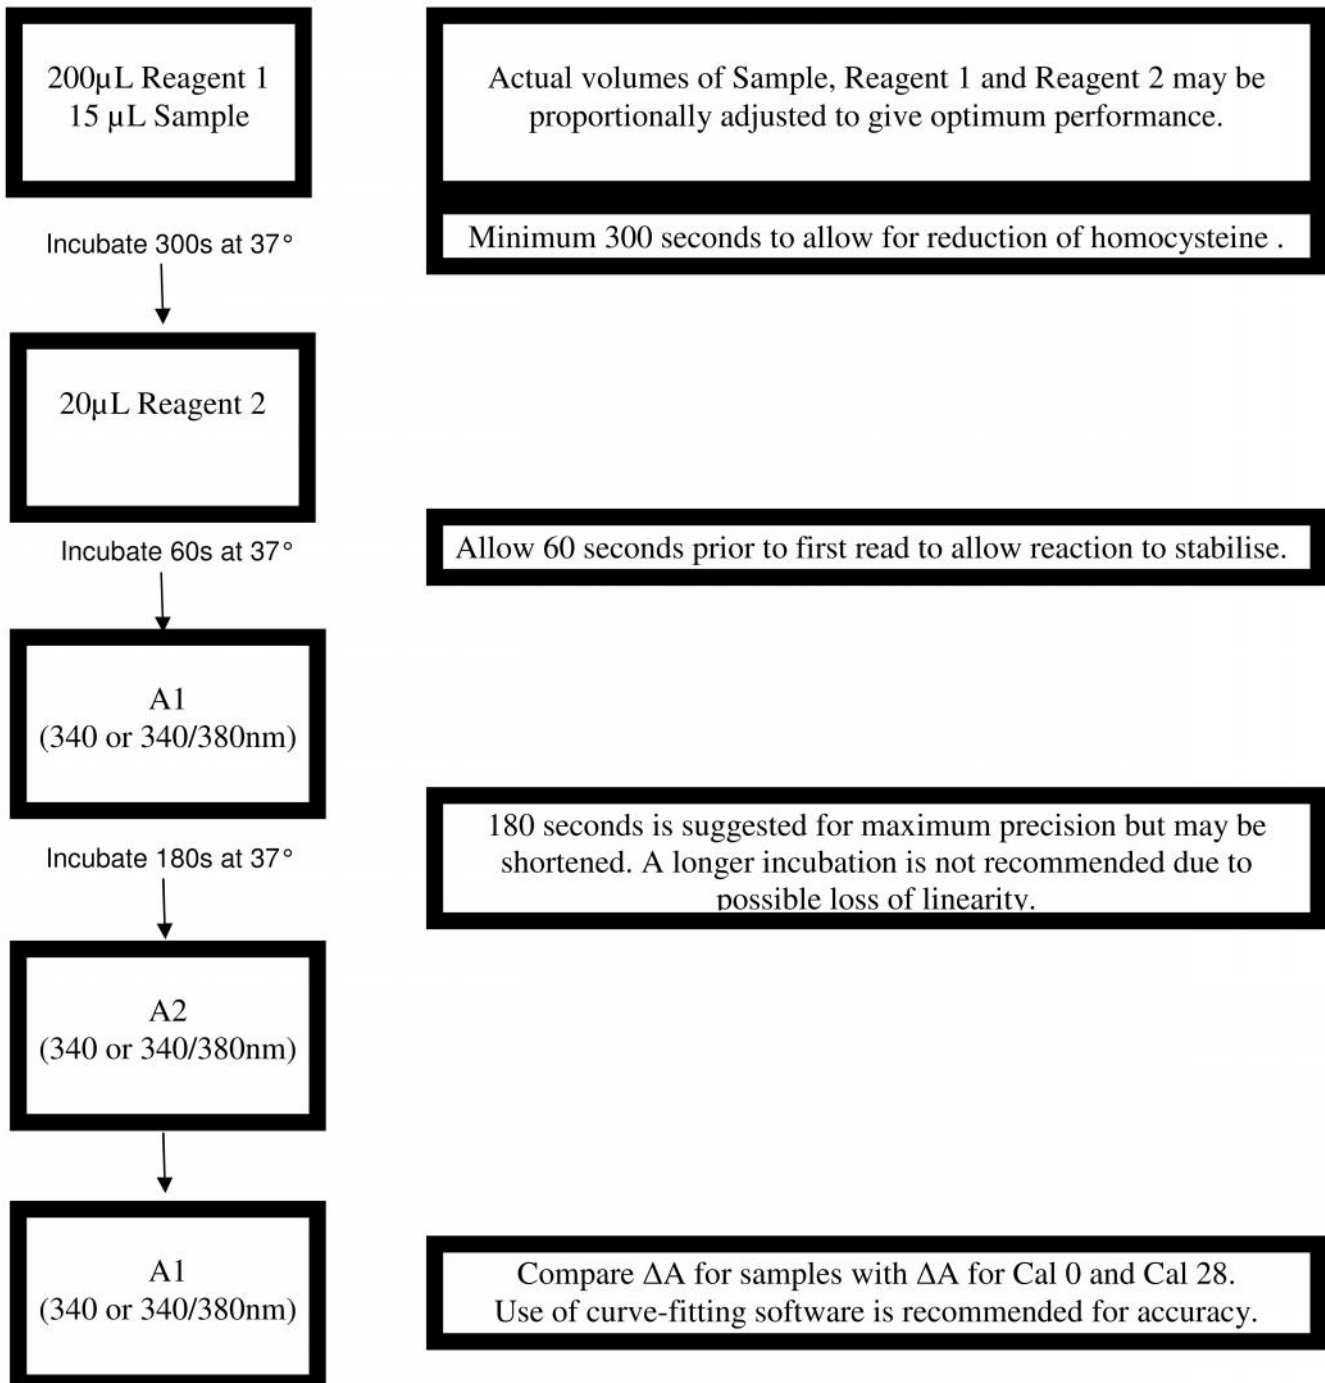 200µL Reagent 1
15 µL Sample
Actual volumes of Sample, Reagent 1 and Reagent 2 may be
proportionally adjusted to give optimum performance.
Incubate 300s at 37°
Minimum 300 seconds to allow for reduction of homocysteine .
20µL Reagent 2
Incubate 60s at 37°
Allow 60 seconds prior to first read to allow reaction to stabilise.
A1
(340 or 340/380nm)
Incubate 180s at 37°
180 seconds is suggested for maximum precision but may be
shortened. A longer incubation is not recommended due to
possible loss of linearity.
A2
(340 or 340/380nm)
A1
(340 or 340/380nm)
Compare ΔA for samples with ΔA for Cal 0 and Cal 28.
Use of curve-fitting software is recommended for accuracy.